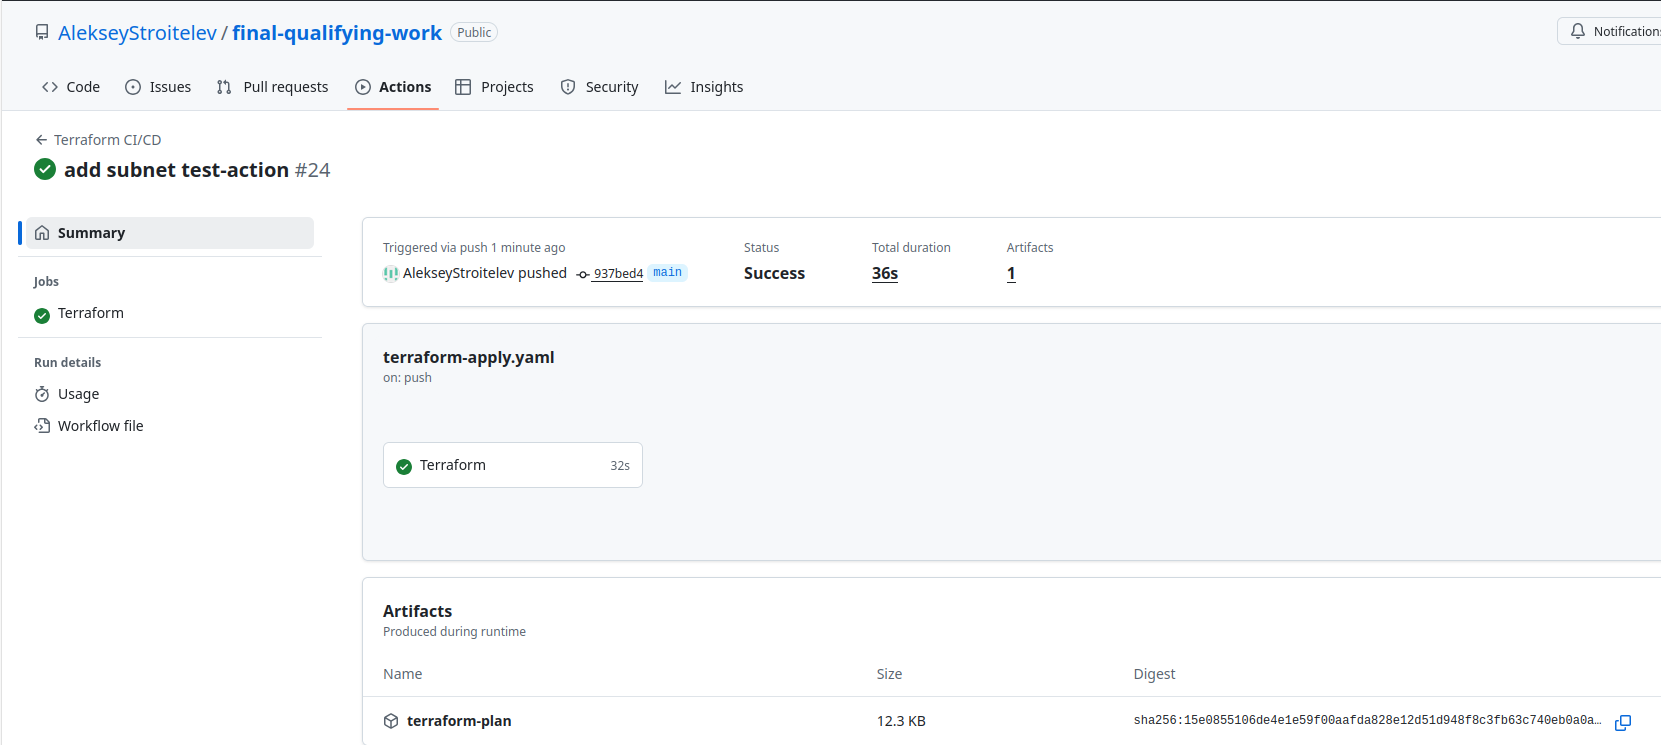 AlekseyStroitelev / final-qualifying-work Public
Notification
Code Issues Pull requests Actions Projects Security Insights
Terraform CI/CD
add subnet test-action #24
Summary
Jobs
Terraform
Run details
Usage
Workflow file
Triggered via push 1 minute ago
AlekseyStroitelev pushed 937bed4 main
Status
Success
Total duration
36s
Artifacts
1
terraform-apply.yaml
on: push
Terraform 32s
Artifacts
Produced during runtime
Name Size Digest
terraform-plan 12.3 KB sha256:15e0855106de4e1e59f00aafda828e12d51d948f8c3fb63c740eb0a0a…